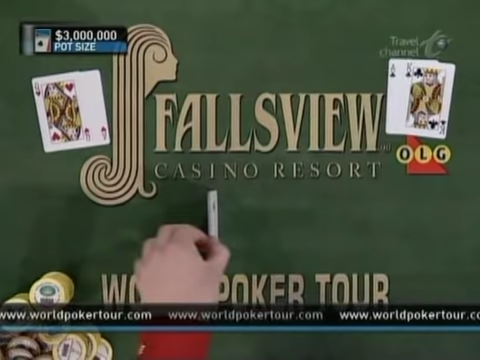 $3,000,000
POT SIZE
Travel
channel
A K
FALLSVIEW
CASINO RESORT
OLG
WORLD POKER TOUR
www.worldpokertour.com www.worldpokertour.com www.worldpokertour.com